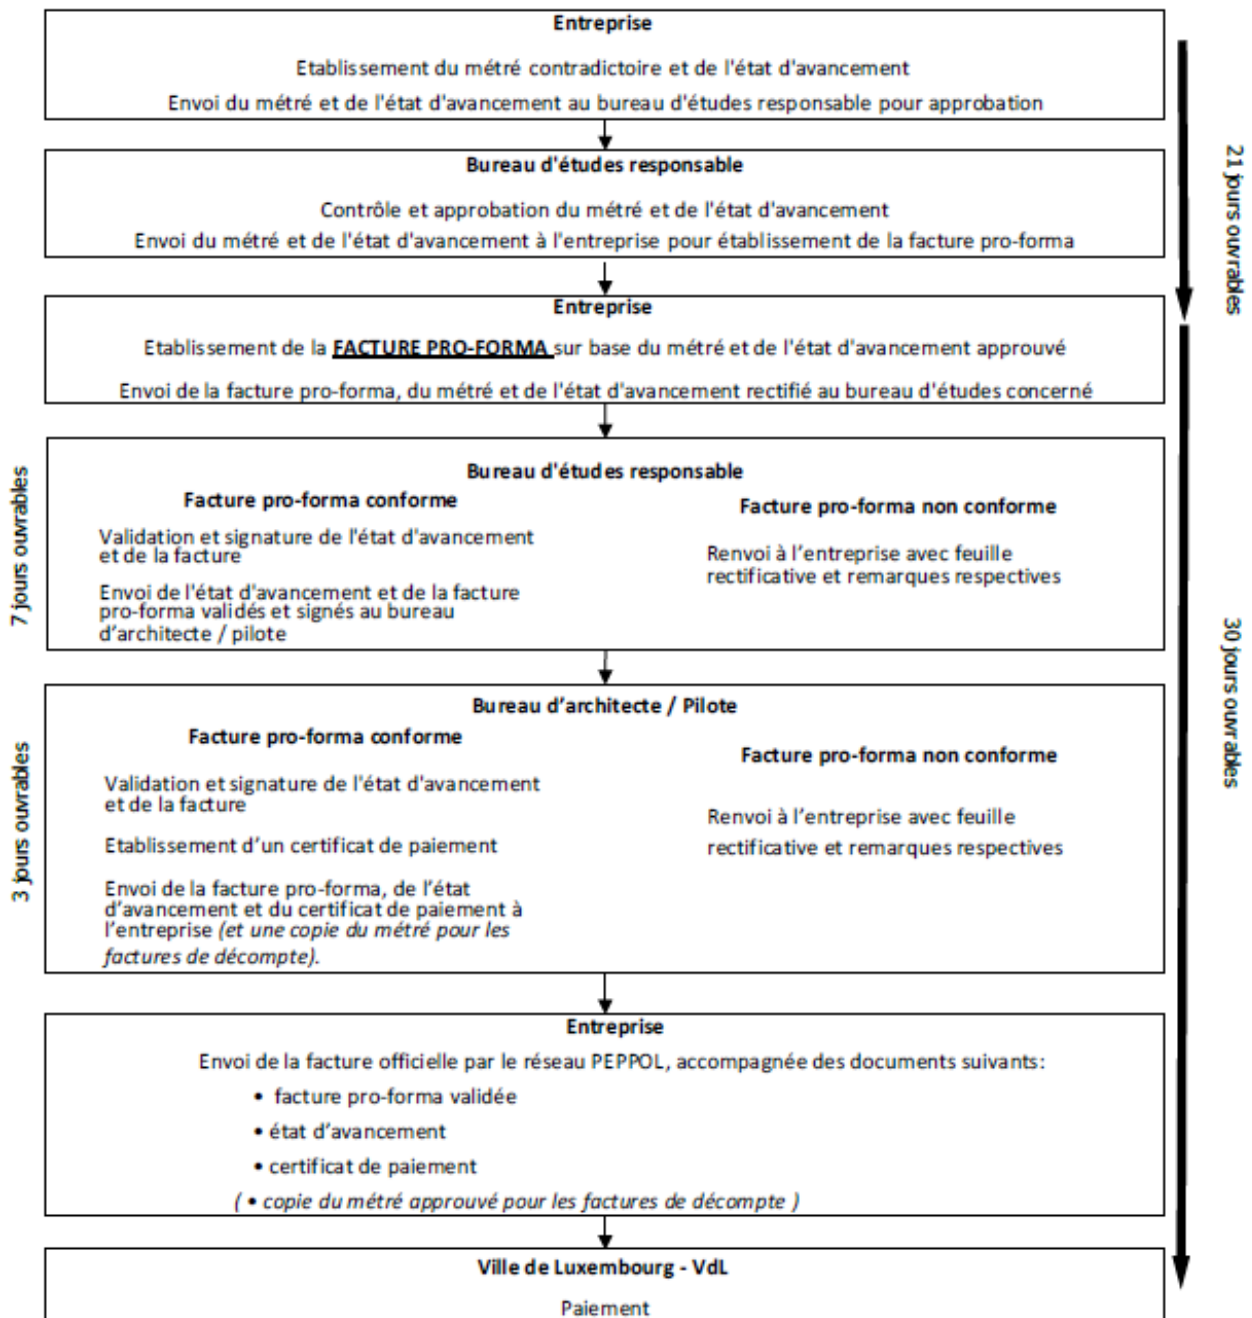 Entreprise
Etablissement du métré contradictoire et de l'état d'avancement
Envoi du métré et de l'état d'avancement au bureau d'études responsable pour approbation
21 jours ouvrables
Bureau d'études responsable
Contrôle et approbation du métré et de l'état d'avancement
Envoi du métré et de l'état d'avancement à l'entreprise pour établissement de la facture pro-forma
Entreprise
Etablissement de la FACTURE PRO-FORMA sur base du métré et de l'état d'avancement approuvé
Envoi de la facture pro-forma, du métré et de l'état d'avancement rectifié au bureau d'études concerné
7 jours ouvrables
Bureau d'études responsable
Facture pro-forma conforme
Validation et signature de l'état d'avancement
et de la facture
Envoi de l'état d'avancement et de la facture
pro-forma validés et signés au bureau
d'architecte / pilote
Facture pro-forma non conforme
Renvoi à l'entreprise avec feuille
rectificative et remarques respectives
30 jours ouvrables
3 jours ouvrables
Bureau d'architecte / Pilote
Facture pro-forma conforme
Validation et signature de l'état d'avancement
et de la facture
Etablissement d'un certificat de paiement
Envoi de la facture pro-forma, de l'état
d'avancement et du certificat de paiement à
l'entreprise (et une copie du métré pour les
factures de décompte).
Facture pro-forma non conforme
Renvoi à l'entreprise avec feuille
rectificative et remarques respectives
Entreprise
Envoi de la facture officielle par le réseau PEPPOL, accompagnée des documents suivants:
• facture pro-forma validée
• état d'avancement
• certificat de paiement
( • copie du métré approuvé pour les factures de décompte )
Ville de Luxembourg - VdL
Paiement